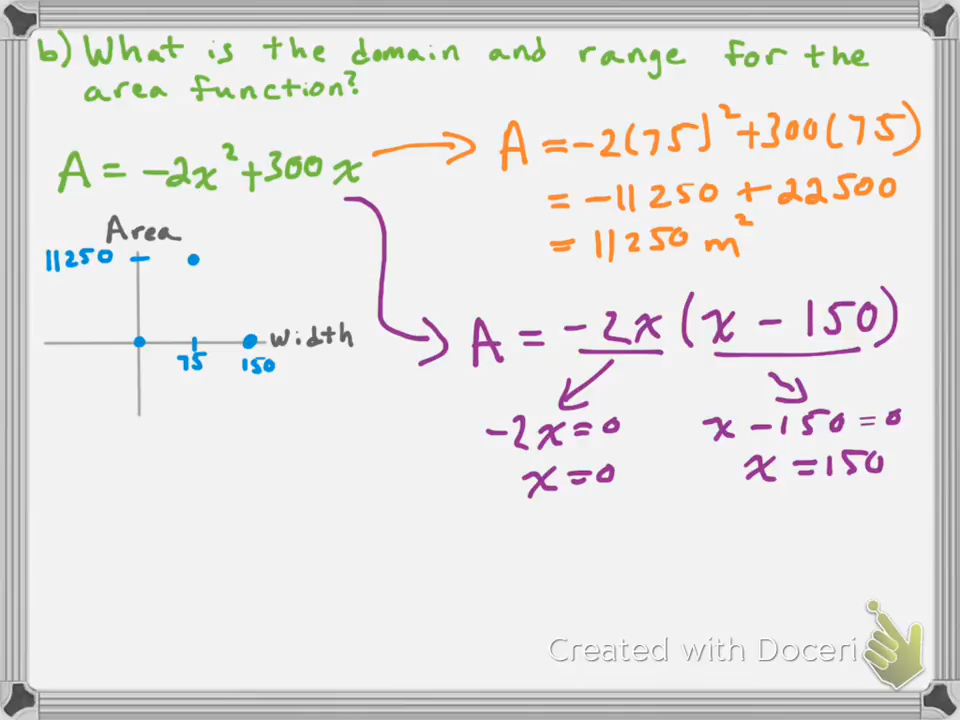 b) What is the domain and range for the
area function?
A = -2x² + 300x
A = -2(75)² + 300(75)
= -11250 + 22500
= 11250 m²
Area
11250
width
75
150
A = -2x(x - 150)
-2x = 0
x = 0
x - 150 = 0
x = 150
Created with Doceri